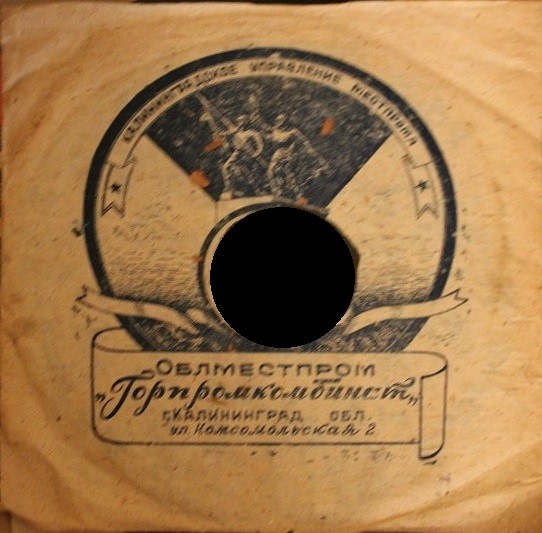 КАЛИНИНГРАДСКОЕ УПРАВЛЕНИЕ МЕСТПРОМА
ОБЛМЕСТПРОМ
„Горпромкомбинат„
г. КАЛИНИНГРАД ОБЛ.
ул. Комсомольская 2